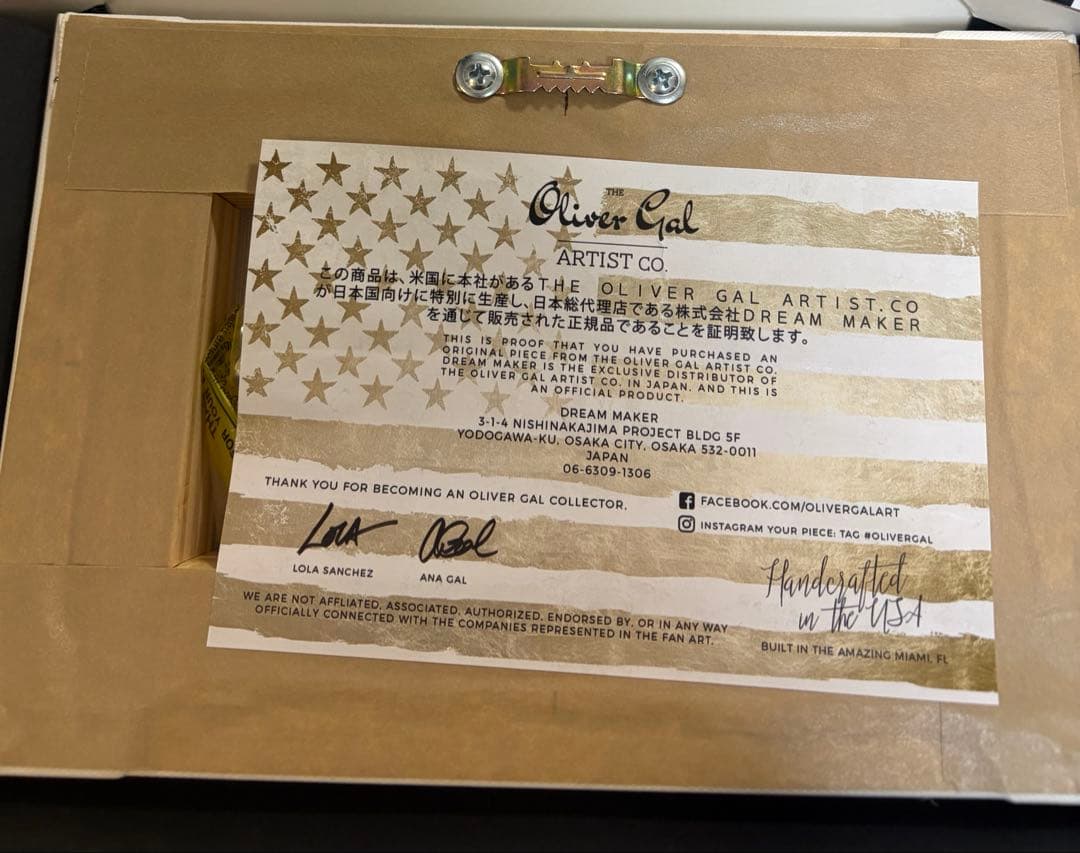 THE
Oliver Gal
ARTIST CO.
この商品は、米国に本社があるTHE OLIVER GAL ARTIST.CO
が日本国向けに特別に生産し、日本総代理店である株式会社DREAM MAKER
を通じて販売された正規品であることを証明致します。
THIS IS PROOF THAT YOU HAVE PURCHASED AN
ORIGINAL PIECE FROM THE OLIVER GAL ARTIST CO.
DREAM MAKER IS THE EXCLUSIVE DISTRIBUTOR OF
THE OLIVER GAL ARTIST CO. IN JAPAN. AND THIS IS
AN OFFICIAL PRODUCT.
DREAM MAKER
3-1-4 NISHINAKAJIMA PROJECT BLDG 5F
YODOGAWA-KU, OSAKA CITY, OSAKA 532-0011
JAPAN
06-6309-1306
THANK YOU FOR BECOMING AN OLIVER GAL COLLECTOR.
FACEBOOK.COM/OLIVERGALART
INSTAGRAM YOUR PIECE: TAG #OLIVERGAL
LOLA
LOLA SANCHEZ
ANA GAL
Handcrafted
in the USA
BUILT IN THE AMAZING MIAMI, FL
WE ARE NOT AFFLIATED, ASSOCIATED, AUTHORIZED, ENDORSED BY, OR IN ANY WAY
OFFICIALLY CONNECTED WITH THE COMPANIES REPRESENTED IN THE FAN ART.